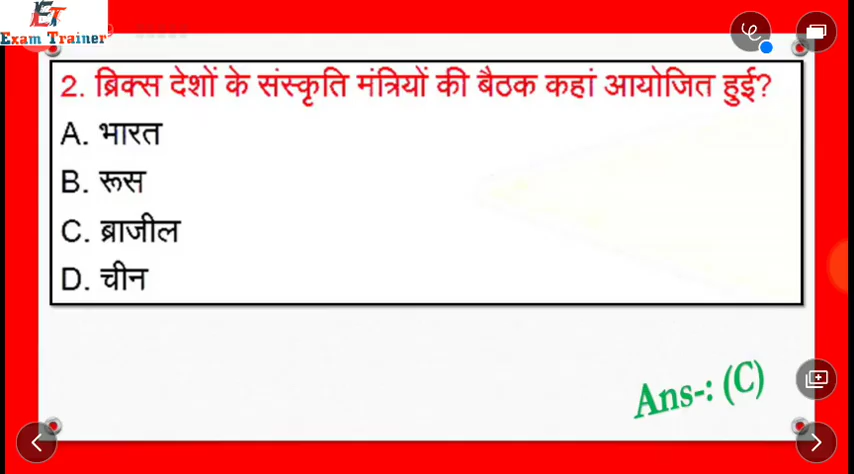 ET
Exam Trainer
2. ब्रिक्स देशों के संस्कृति मंत्रियों की बैठक कहां आयोजित हुई?
A. भारत
B. रूस
C. ब्राजील
D. चीन
Ans-: (C)